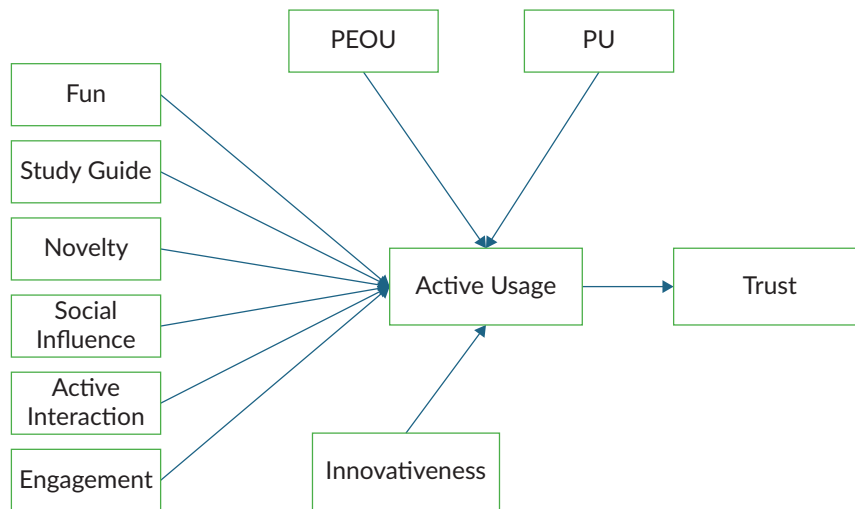 PEOU
PU
Fun
Study Guide
Novelty
Social
Influence
Active
Interaction
Engagement
Active Usage
Trust
Innovativeness